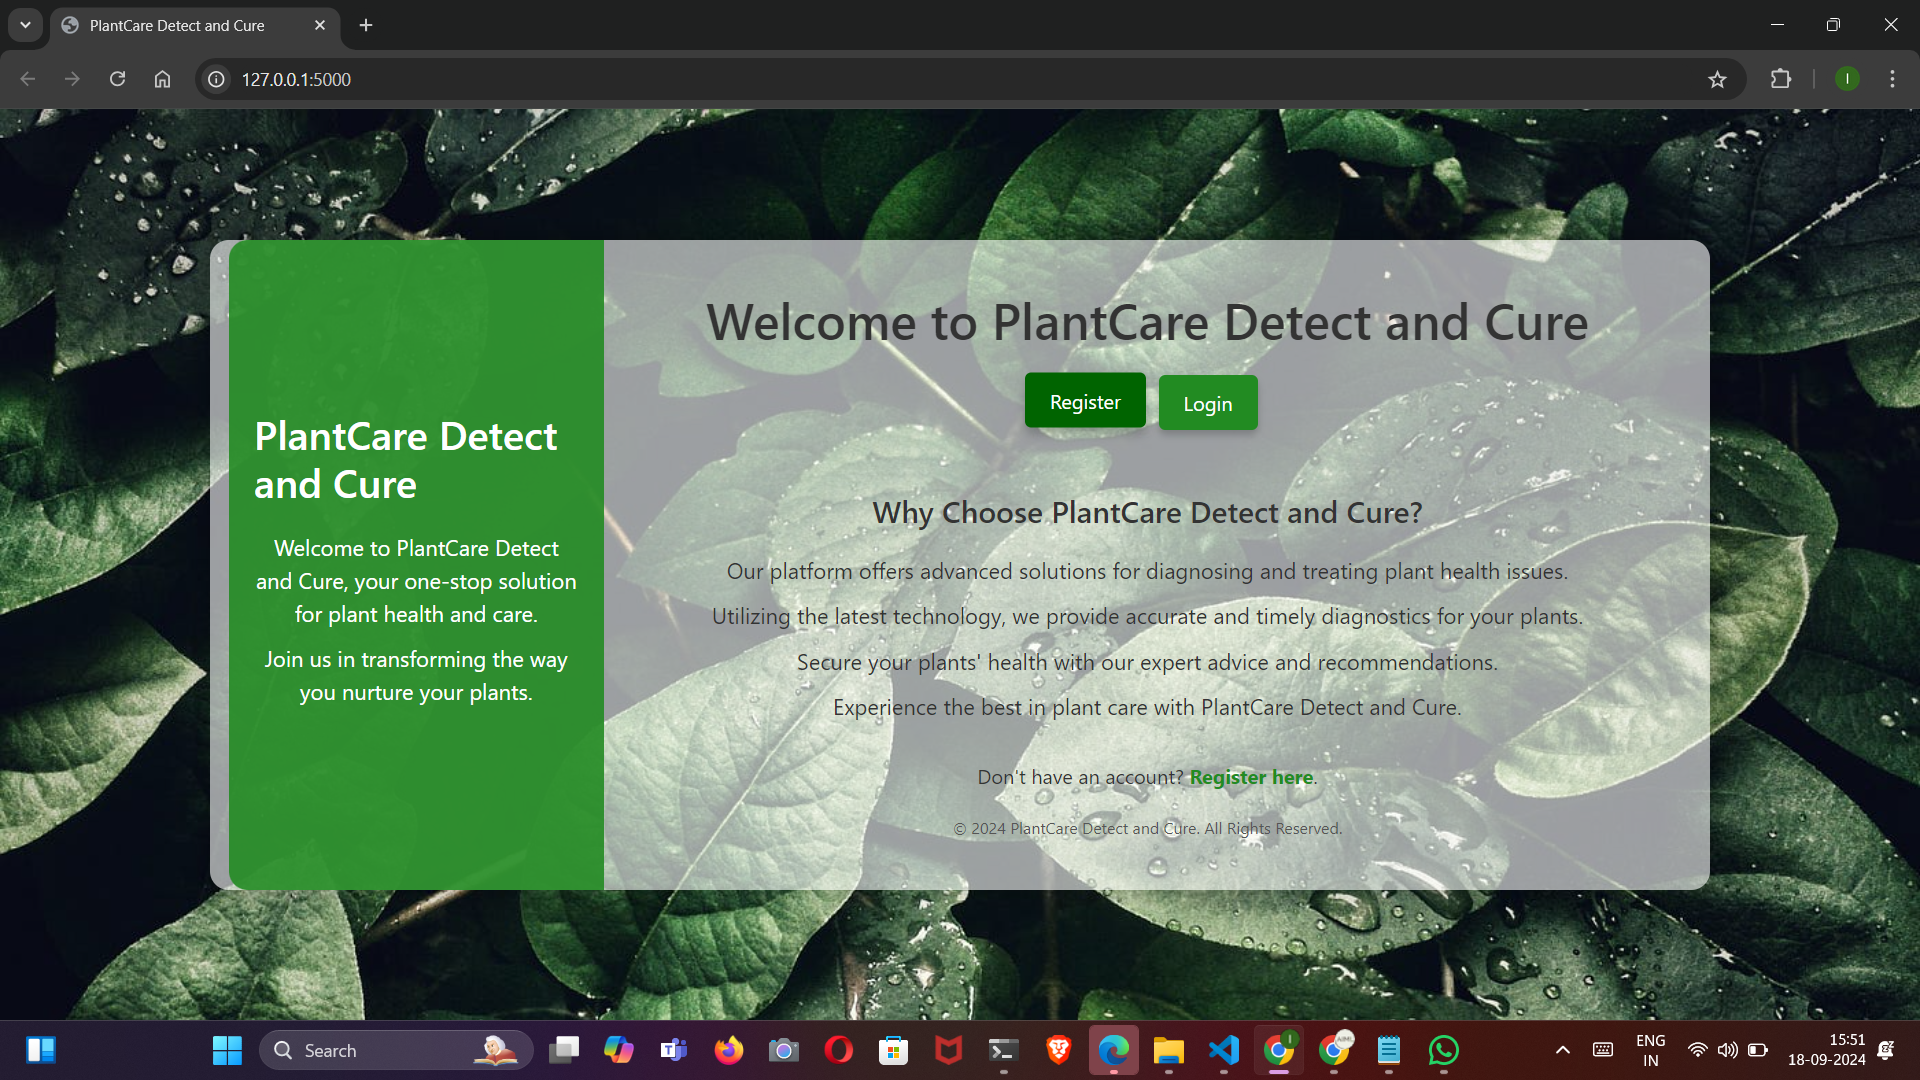 PlantCare Detect and Cure
127.0.0.1:5000
I
PlantCare Detect
and Cure
Welcome to PlantCare Detect
and Cure, your one-stop solution
for plant health and care.
Join us in transforming the way
you nurture your plants.
Welcome to PlantCare Detect and Cure
Register Login
Why Choose PlantCare Detect and Cure?
Our platform offers advanced solutions for diagnosing and treating plant health issues.
Utilizing the latest technology, we provide accurate and timely diagnostics for your plants.
Secure your plants' health with our expert advice and recommendations.
Experience the best in plant care with PlantCare Detect and Cure.
Don't have an account? Register here.
© 2024 PlantCare Detect and Cure. All Rights Reserved.
Search
ENG
IN
15:51
18-09-2024